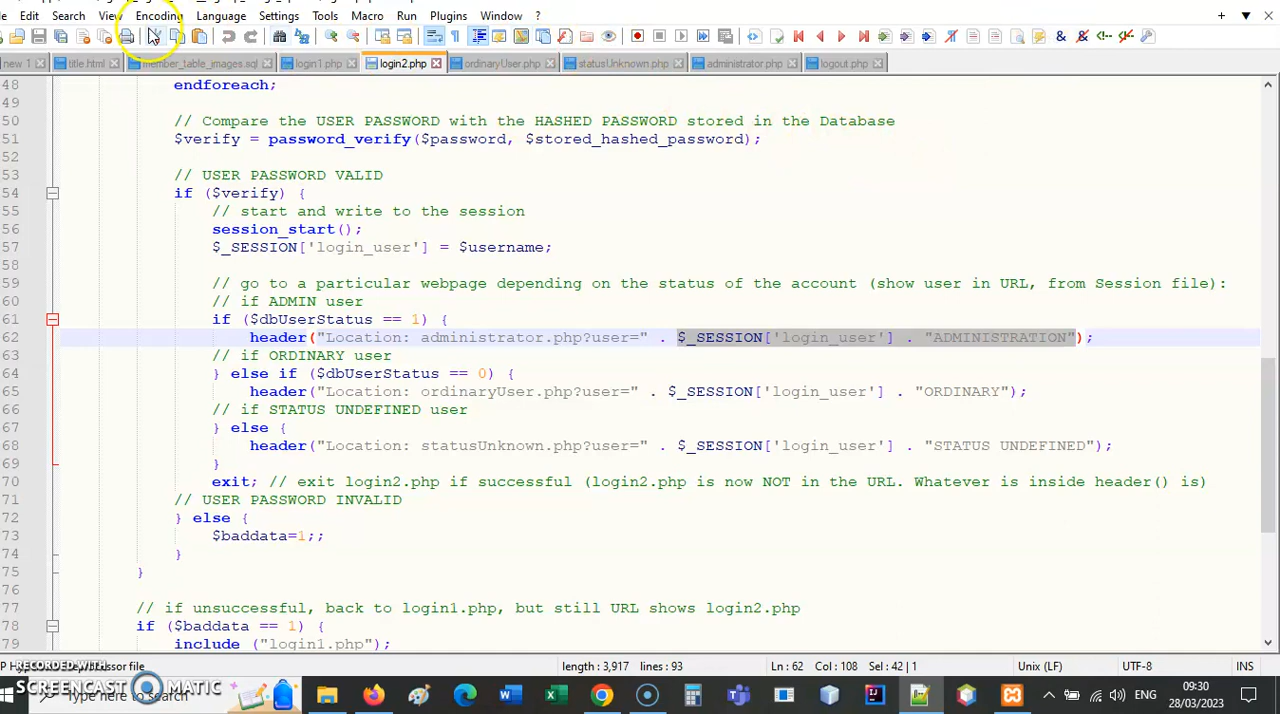 Edit Search View Encoding Language Settings Tools Macro Run Plugins Window ?
new 1 title.html member_table_images.sql login1.php login2.php ordinaryUser.php statusUnknown.php administrator.php logout.php
48 endforeach;
49
50 // Compare the USER PASSWORD with the HASHED PASSWORD stored in the Database
51 $verify = password_verify($password, $stored_hashed_password);
52
53 // USER PASSWORD VALID
54 if ($verify) {
55 // start and write to the session
56 session_start();
57 $_SESSION['login_user'] = $username;
58
59 // go to a particular webpage depending on the status of the account (show user in URL, from Session file):
60 // if ADMIN user
61 if ($dbUserStatus == 1) {
62 header("Location: administrator.php?user=" . $_SESSION['login_user'] . "ADMINISTRATION");
63 // if ORDINARY user
64 } else if ($dbUserStatus == 0) {
65 header("Location: ordinaryUser.php?user=" . $_SESSION['login_user'] . "ORDINARY");
66 // if STATUS UNDEFINED user
67 } else {
68 header("Location: statusUnknown.php?user=" . $_SESSION['login_user'] . "STATUS UNDEFINED");
69 }
70 exit; // exit login2.php if successful (login2.php is now NOT in the URL. Whatever is inside header() is)
71 // USER PASSWORD INVALID
72 } else {
73 $baddata=1;;
74 }
75 }
76
77 // if unsuccessful, back to login1.php, but still URL shows login2.php
78 if ($baddata == 1) {
79 include ("login1.php");
length : 3,917 lines : 93 Ln : 62 Col : 108 Sel : 42 | 1 Unix (LF) UTF-8 INS
RECORDED WITH
SCREENCAST MATIC
Type here to search
ENG
09:30
28/03/2023